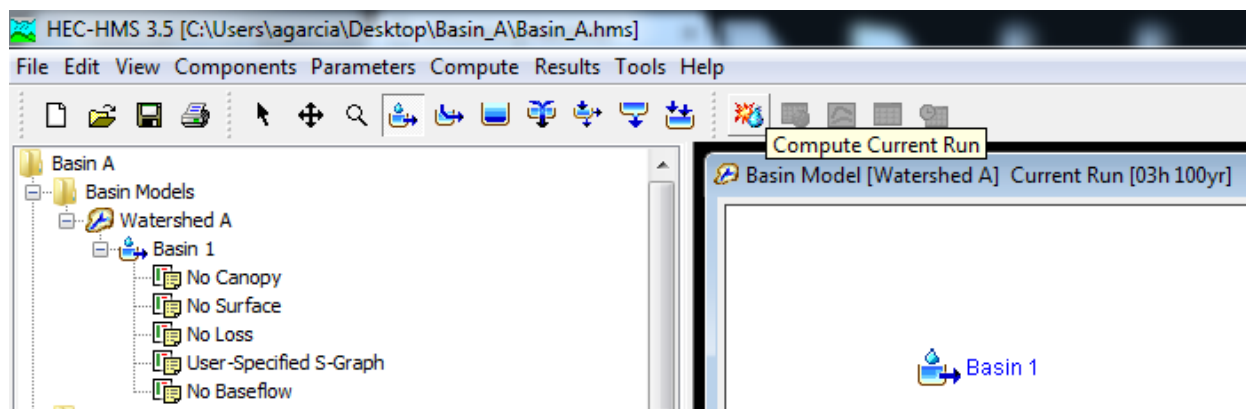 HEC-HMS 3.5 [C:\Users\agarcia\Desktop\Basin_A\Basin_A.hms]
File Edit View Components Parameters Compute Results Tools Help
Compute Current Run
Basin A
Basin Models
Watershed A
Basin 1
No Canopy
No Surface
No Loss
User-Specified S-Graph
No Baseflow
Basin Model [Watershed A] Current Run [03h 100yr]
Basin 1